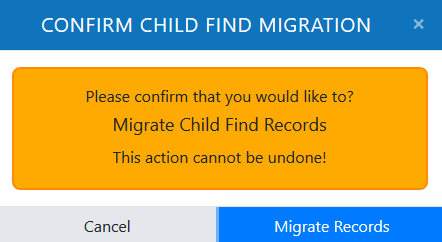 CONFIRM CHILD FIND MIGRATION ×
Please confirm that you would like to?
Migrate Child Find Records
This action cannot be undone!
Cancel Migrate Records